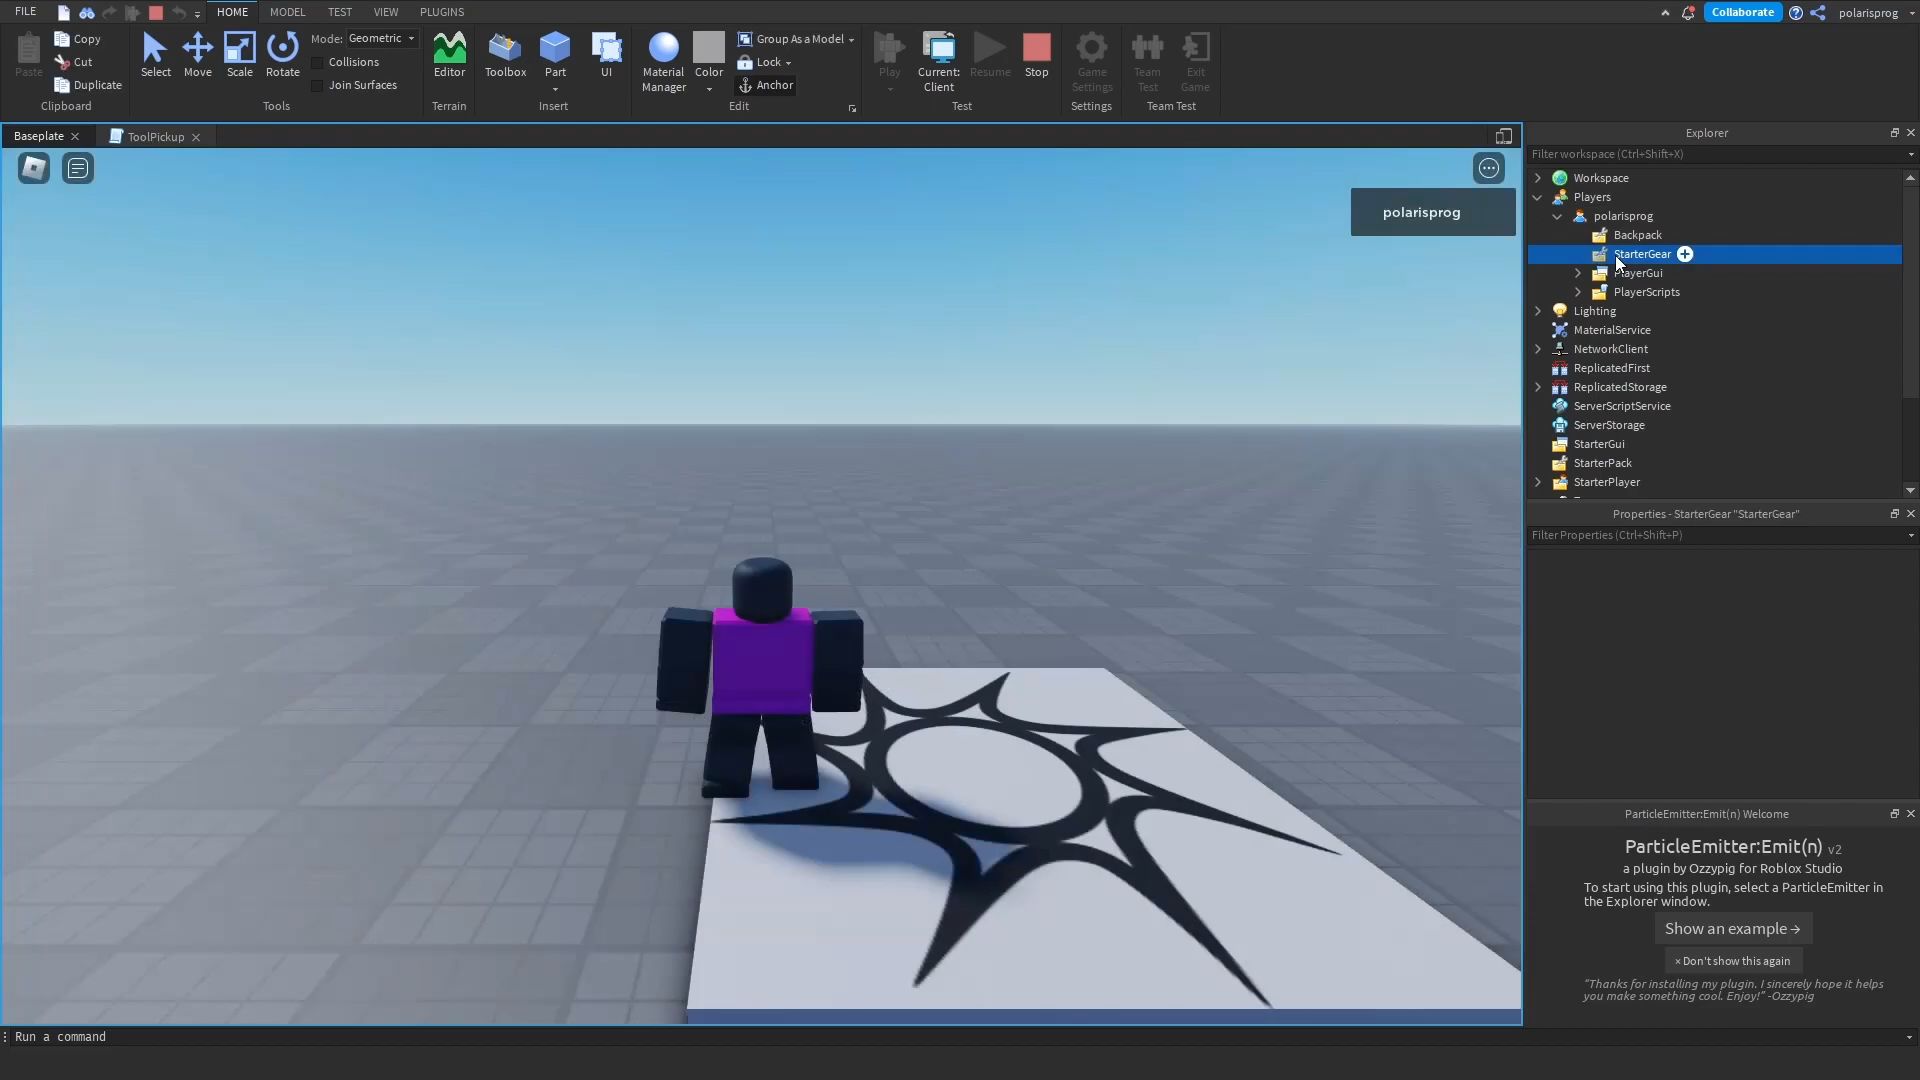 FILE HOME MODEL TEST VIEW PLUGINS Collaborate polarisprog
Paste
Copy
Cut
Duplicate
Clipboard
Select
Move
Scale
Rotate
Mode: Geometric
Collisions
Join Surfaces
Tools
Editor
Terrain
Toolbox
Part
UI
Insert
Material
Manager
Color
Group As a Model
Lock
Anchor
Edit
Play
Current:
Client
Resume
Stop
Test
Game
Settings
Settings
Team
Test
Exit
Game
Team Test
Baseplate
ToolPickup
polarisprog
Explorer
Filter workspace (Ctrl+Shift+X)
Workspace
Players
polarisprog
Backpack
StarterGear
PlayerGui
PlayerScripts
Lighting
MaterialService
NetworkClient
ReplicatedFirst
ReplicatedStorage
ServerScriptService
ServerStorage
StarterGui
StarterPack
StarterPlayer
Properties - StarterGear "StarterGear"
Filter Properties (Ctrl+Shift+P)
ParticleEmitter:Emit(n) Welcome
ParticleEmitter:Emit(n) v2
a plugin by Ozzypig for Roblox Studio
To start using this plugin, select a ParticleEmitter in
the Explorer window.
Show an example →
× Don't show this again
"Thanks for installing my plugin. I sincerely hope it helps
you make something cool. Enjoy!" -Ozzypig
Run a command